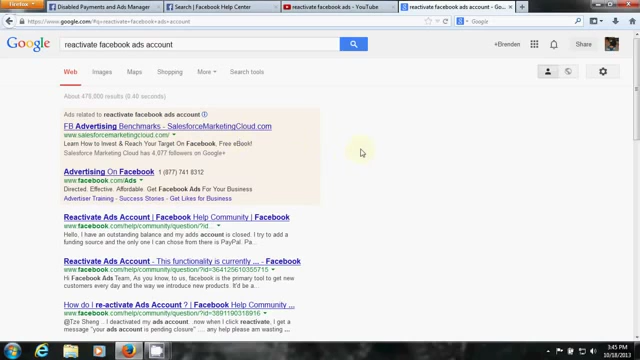 Firefox
Disabled Payments and Ads Manager
Search | Facebook Help Center
reactivate facebook ads - YouTube
reactivate facebook ads account - Go...
https://www.google.com/#q=reactivate+facebook+ads+account
Google
Google
reactivate facebook ads account
+Brenden
Share
Web
Images
Maps
Shopping
More
Search tools
About 478,000 results (0.40 seconds)
Ads related to reactivate facebook ads account
FB Advertising Benchmarks - SalesforceMarketingCloud.com
www.salesforcemarketingcloud.com/
Learn How to Invest & Reach Your Target On Facebook. Free eBook!
Salesforce Marketing Cloud has 4,077 followers on Google+
Advertising On Facebook 1 (877) 741 8312
www.facebook.com/Ads
Directed. Effective. Affordable. Get Facebook Ads For Your Business
Advertiser Training - Success Stories - Get Likes for Business
Reactivate Ads Account | Facebook Help Community | Facebook
www.facebook.com/help/community/question/?id...
Hello, I have an outstanding balance and my adds account is closed. I try to add a
funding source and the only one I can choose from there is PayPal. Pa...
Reactivate Ads Account - This functionality is currently ... - Facebook
www.facebook.com/help/community/question/?id=364125610355715
Hi Facebook Ads Team, As you know, to us, facebook is the primary tool to get new
customers every day and the way we introduce new products. It'd be a...
How do I re-activate Ads Account ? | Facebook Help Community ...
www.facebook.com/help/community/question/?id=3891190318916
@Tze Sheng , I deactivated my ads account ..now when I click reactivate, I get a
message "your ads account is pending closure".... any help please am wasting ...
3:45 PM
10/18/2013